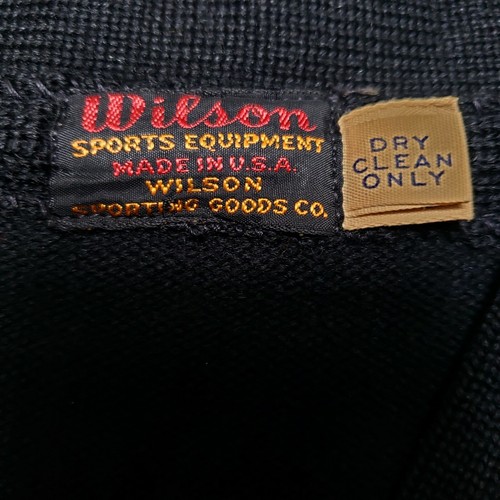 Wilson
SPORTS EQUIPMENT
MADE IN U.S.A.
WILSON
SPORTING GOODS CO.
DRY
CLEAN
ONLY